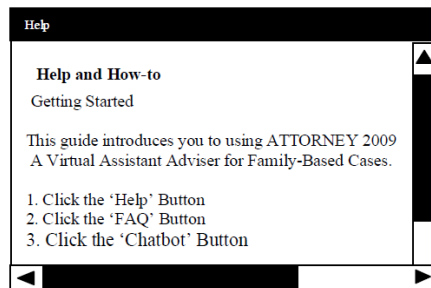 Help
Help and How-to
Getting Started
This guide introduces you to using ATTORNEY 2009
A Virtual Assistant Adviser for Family-Based Cases.
1. Click the ‘Help’ Button
2. Click the ‘FAQ’ Button
3. Click the ‘Chatbot’ Button